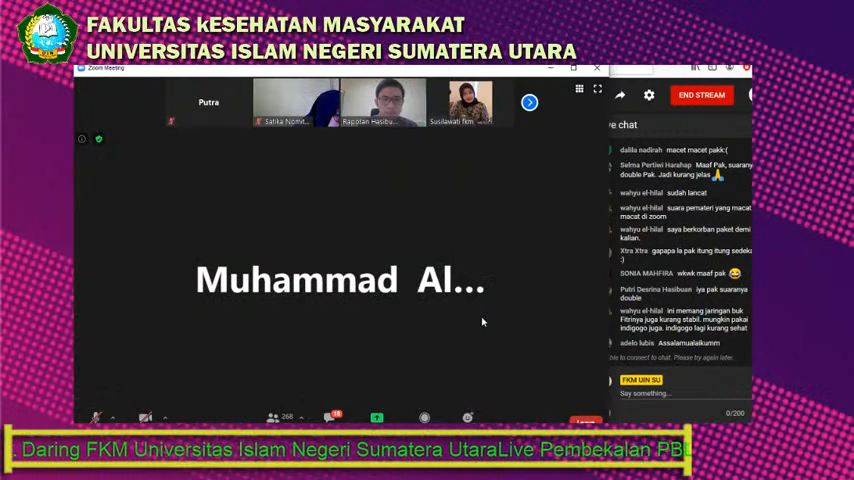 FAKULTAS kESEHATAN MASYARAKAT
UNIVERSITAS ISLAM NEGERI SUMATERA UTARA
Zoom Meeting
Putra
Satika Nomit...
Rapotan Hasibu...
Susilawati fkm
END STREAM
ve chat
dalila nadirah macet macet pakk:(
Selma Pertiwi Harahap Maaf Pak, suarany
double Pak. Jadi kurang jelas
wahyu el-hilal sudah lancat
wahyu el-hilal suara pemateri yang macat
macat di zoom
wahyu el-hilal saya berkorban paket demi
kalian.
Xtra Xtra gapapa la pak itung itung sedeka
:)
SONIA MAHFIRA wkwk maaf pak
Putri Desrina Hasibuan iya pak suaranya
double
wahyu el-hilal ini memang jaringan buk
Fitrinya juga kurang stabil. mungkin pakai
indigogo juga. indigogo lagi kurang sehat
adelo lubis Assalamualaikumm
ble to connect to chat. Please try again later.
Muhammad Al...
FKM UIN SU
Say something...
0/200
268
18
Leave
. Daring FKM Universitas Islam Negeri Sumatera UtaraLive Pembekalan PBL